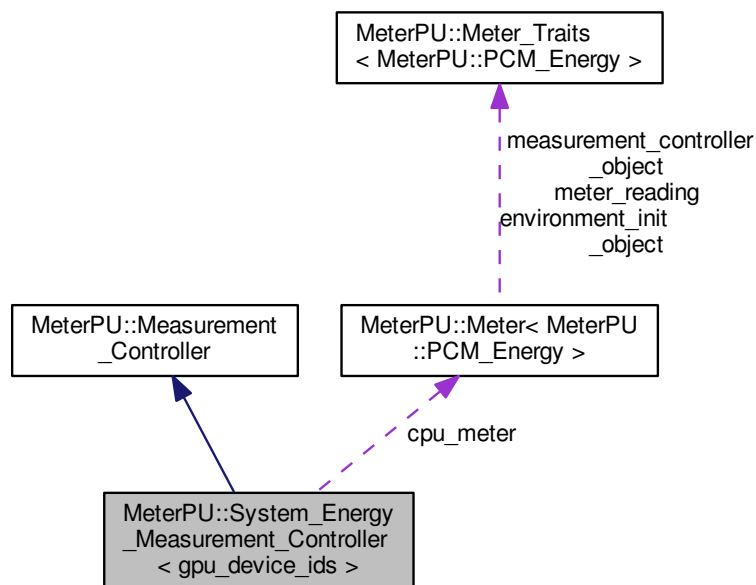 MeterPU::Meter_Traits
< MeterPU::PCM_Energy >
measurement_controller
_object
meter_reading
environment_init
_object
MeterPU::Measurement
_Controller
MeterPU::Meter< MeterPU
::PCM_Energy >
cpu_meter
MeterPU::System_Energy
_Measurement_Controller
< gpu_device_ids >